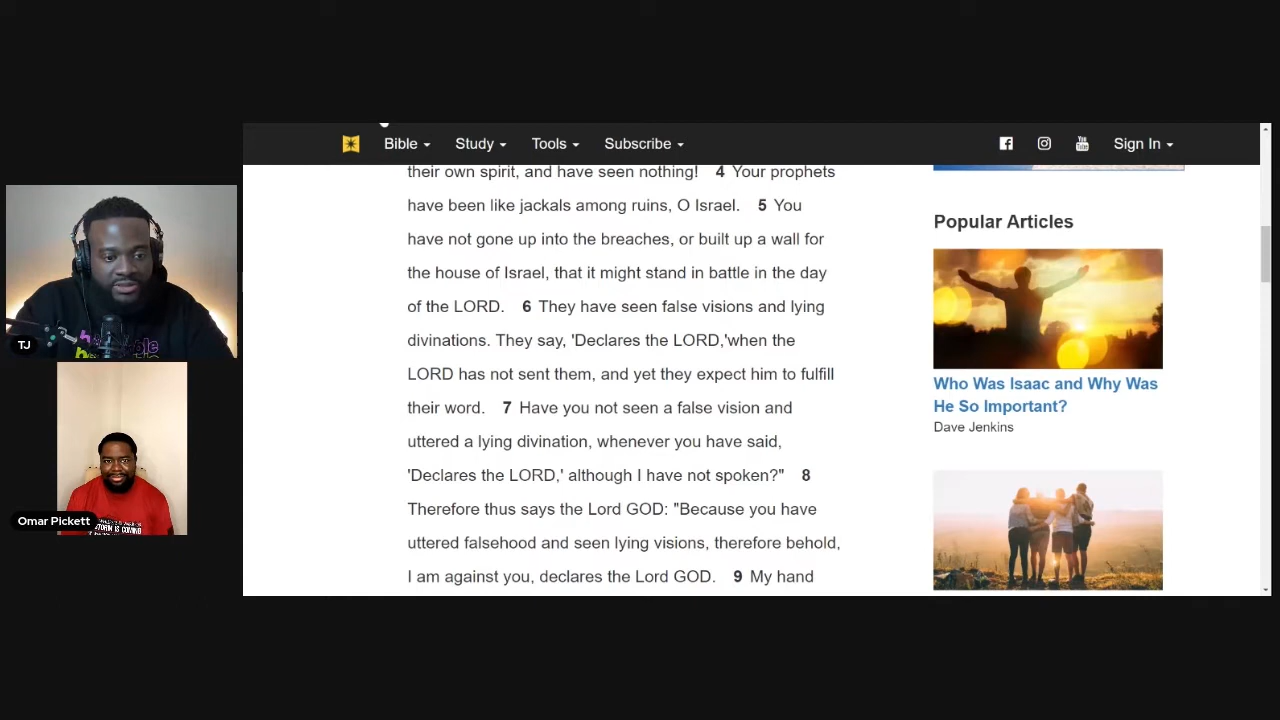 Bible Study Tools Subscribe Sign In
their own spirit, and have seen nothing! 4 Your prophets
have been like jackals among ruins, O Israel. 5 You
have not gone up into the breaches, or built up a wall for
the house of Israel, that it might stand in battle in the day
of the LORD. 6 They have seen false visions and lying
divinations. They say, 'Declares the LORD,'when the
LORD has not sent them, and yet they expect him to fulfill
their word. 7 Have you not seen a false vision and
uttered a lying divination, whenever you have said,
'Declares the LORD,' although I have not spoken?" 8
Therefore thus says the Lord GOD: "Because you have
uttered falsehood and seen lying visions, therefore behold,
I am against you, declares the Lord GOD. 9 My hand
Popular Articles
Who Was Isaac and Why Was
He So Important?
Dave Jenkins
TJ
Omar Pickett
IS COMING